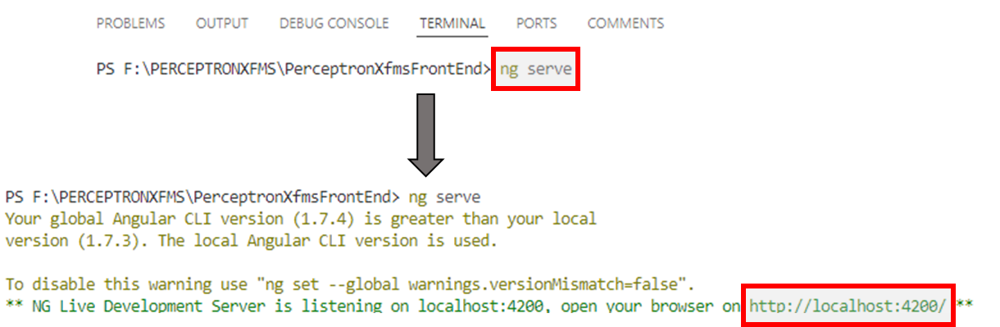 PROBLEMS OUTPUT DEBUG CONSOLE TERMINAL PORTS COMMENTS
PS F:\PERCEPTRONXFMS\PerceptronXfmsFrontEnd> ng serve
PS F:\PERCEPTRONXFMS\PerceptronXfmsFrontEnd> ng serve
Your global Angular CLI version (1.7.4) is greater than your local
version (1.7.3). The local Angular CLI version is used.
To disable this warning use "ng set --global warnings.versionMismatch=false".
** NG Live Development Server is listening on localhost:4200, open your browser on http://localhost:4200/ **